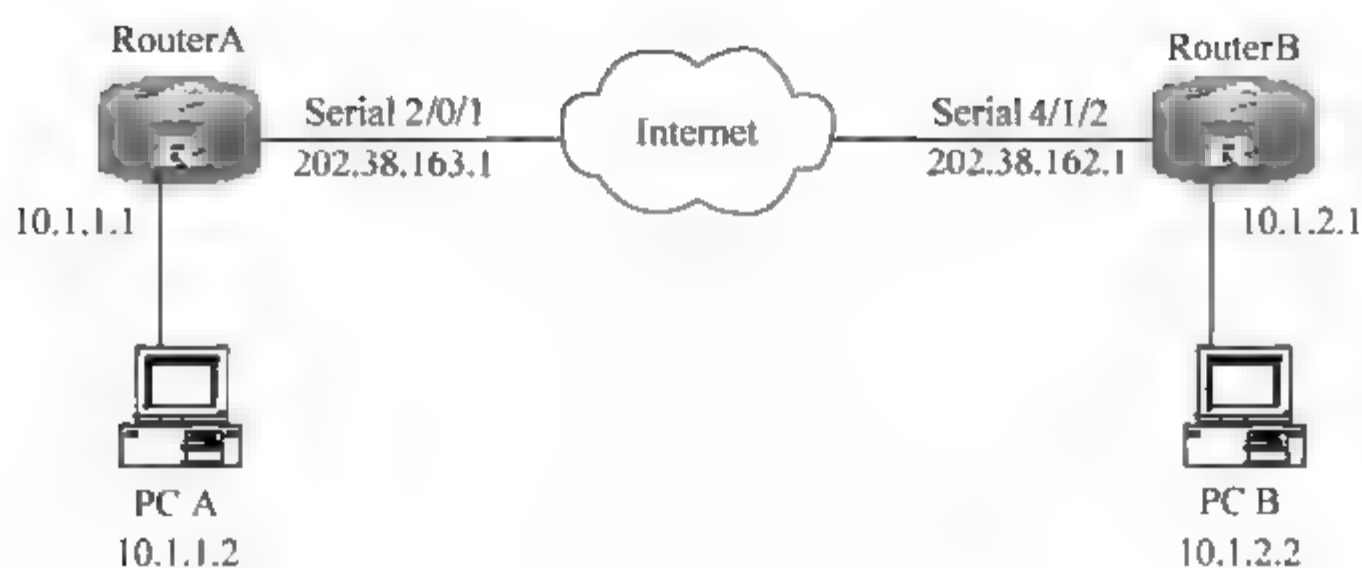 RouterA
RouterB
Serial 2/0/1
202.38.163.1
Internet
Serial 4/1/2
202.38.162.1
10.1.1.1
10.1.2.1
PC A
10.1.1.2
PC B
10.1.2.2